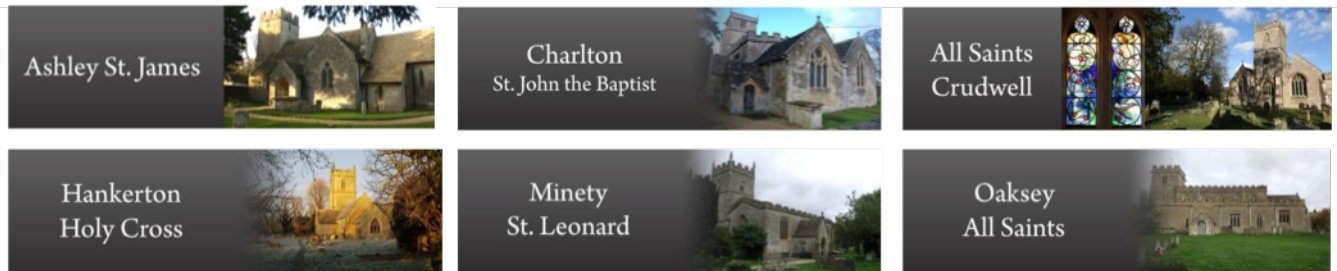 Ashley St. James
Charlton
St. John the Baptist
All Saints
Crudwell
Hankerton
Holy Cross
Minety
St. Leonard
Oaksey
All Saints